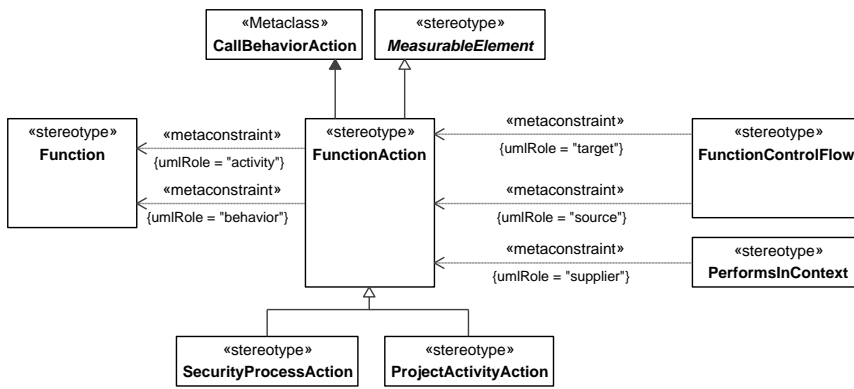 «Metaclass»
CallBehaviorAction
«stereotype»
MeasurableElement
«stereotype»
Function
«metaconstraint»
{umlRole = "activity"}
«metaconstraint»
{umlRole = "behavior"}
«stereotype»
FunctionAction
«metaconstraint»
{umlRole = "target"}
«metaconstraint»
{umlRole = "source"}
«metaconstraint»
{umlRole = "supplier"}
«stereotype»
FunctionControlFlow
«stereotype»
PerformsInContext
«stereotype»
SecurityProcessAction
«stereotype»
ProjectActivityAction